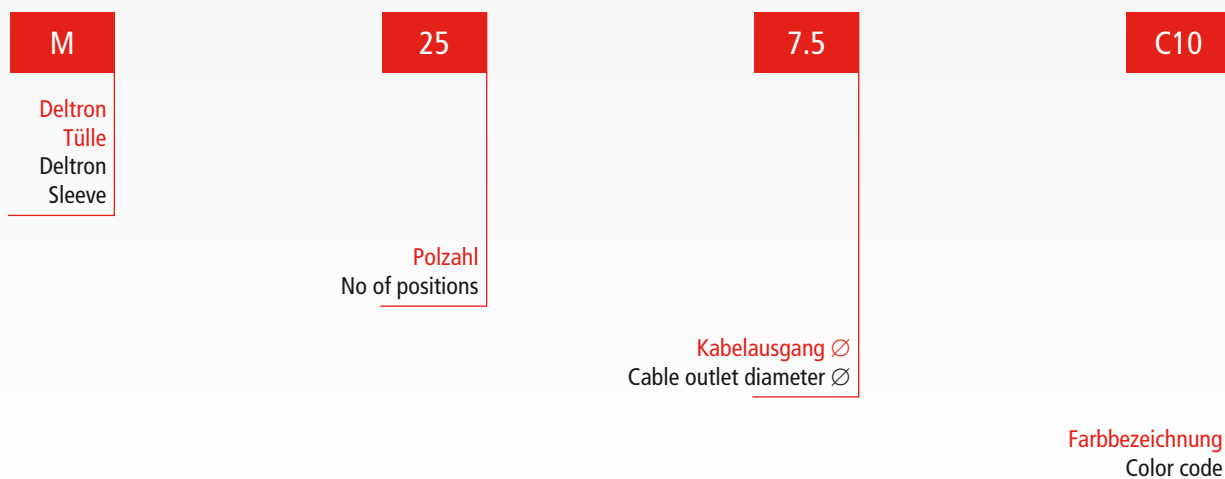 M
25
7.5
C10
Deltron
Tülle
Deltron
Sleeve
Polzahl
No of positions
Kabelausgang ∅
Cable outlet diameter ∅
Farbbezeichnung
Color code